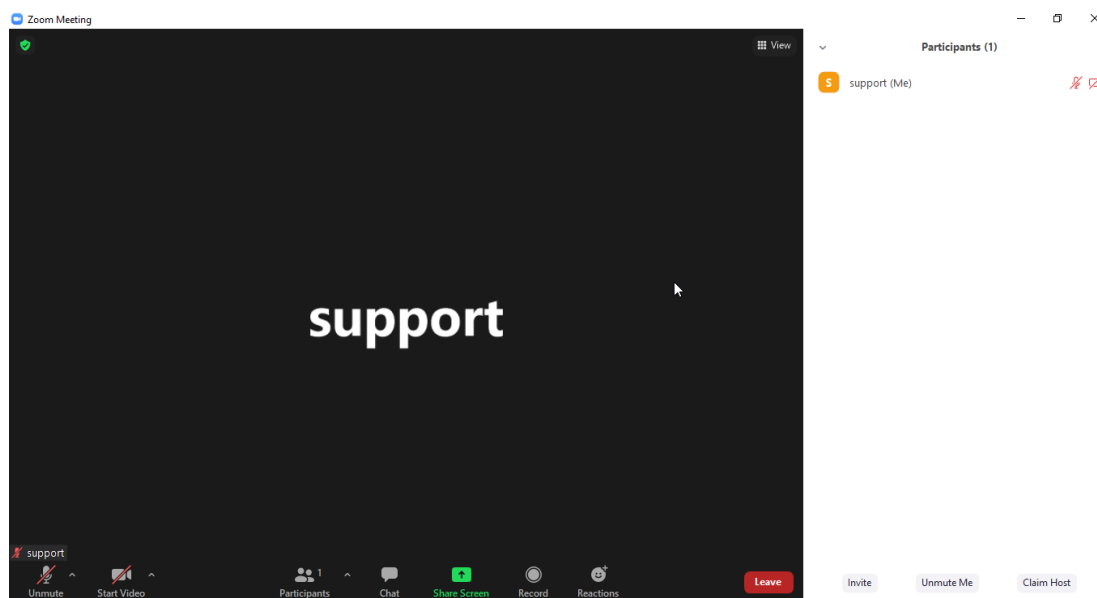 Zoom Meeting
View
Participants (1)
S support (Me)
support
support
Unmute
Start Video
1
Participants
Chat
Share Screen
Record
Reactions
Leave
Invite
Unmute Me
Claim Host